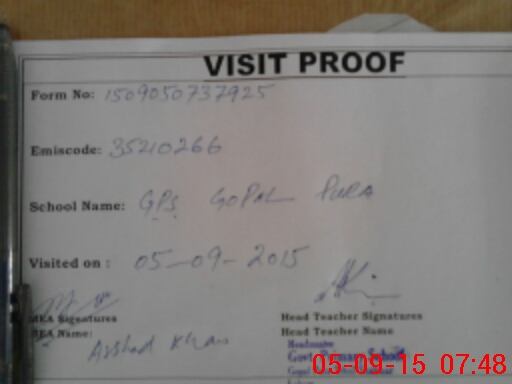 VISIT PROOF
Form No: 1509050737925
Emiscode: 35210266
School Name: GPS GOPAL PURA
Visited on : 05-09-2015
MEA Signatures Head Teacher Signatures
MEA Name: Head Teacher Name
Arshad Khan
05-09-15 07:48